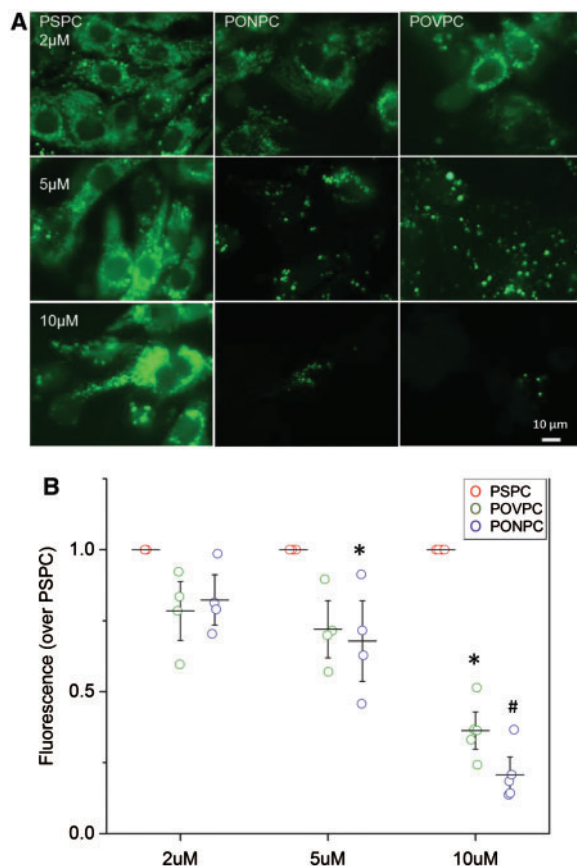 A
PSPC
PONPC
POVPC
2µM
5µM
10µM
10 µm
B
PSPC
POVPC
PONPC
Fluorescence (over PSPC)
1.0
0.5
0.0
*
*
#
2uM
5uM
10uM